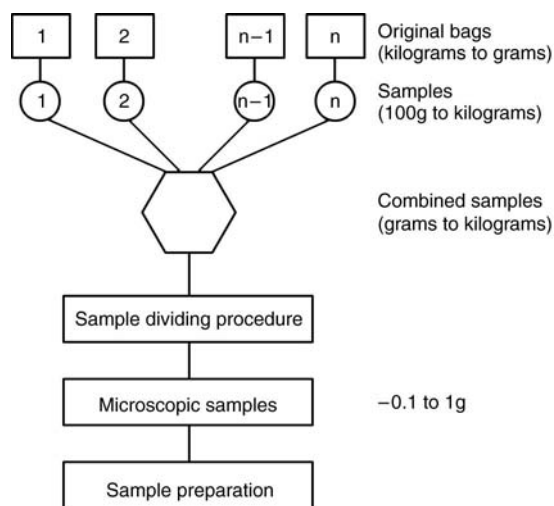 1 2 n–1 n Original bags
(kilograms to grams)
1 2 n–1 n Samples
(100g to kilograms)
Combined samples
(grams to kilograms)
Sample dividing procedure
Microscopic samples –0.1 to 1g
Sample preparation